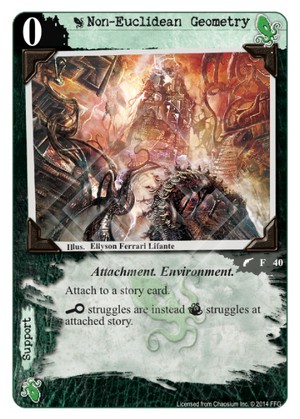 0
Non-Euclidean Geometry
Illus. Ellyson Ferrari Lifante
F 40
Attachment. Environment.
Attach to a story card.
struggles are instead struggles at
attached story.
Support
Licensed from Chaosium Inc. © 2014 FFG